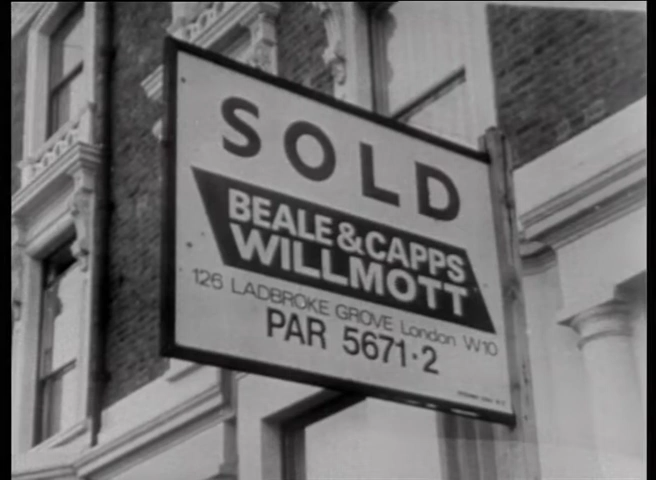 SOLD
BEALE & CAPPS
WILLMOTT
126 LADBROKE GROVE London W10
PAR 5671·2